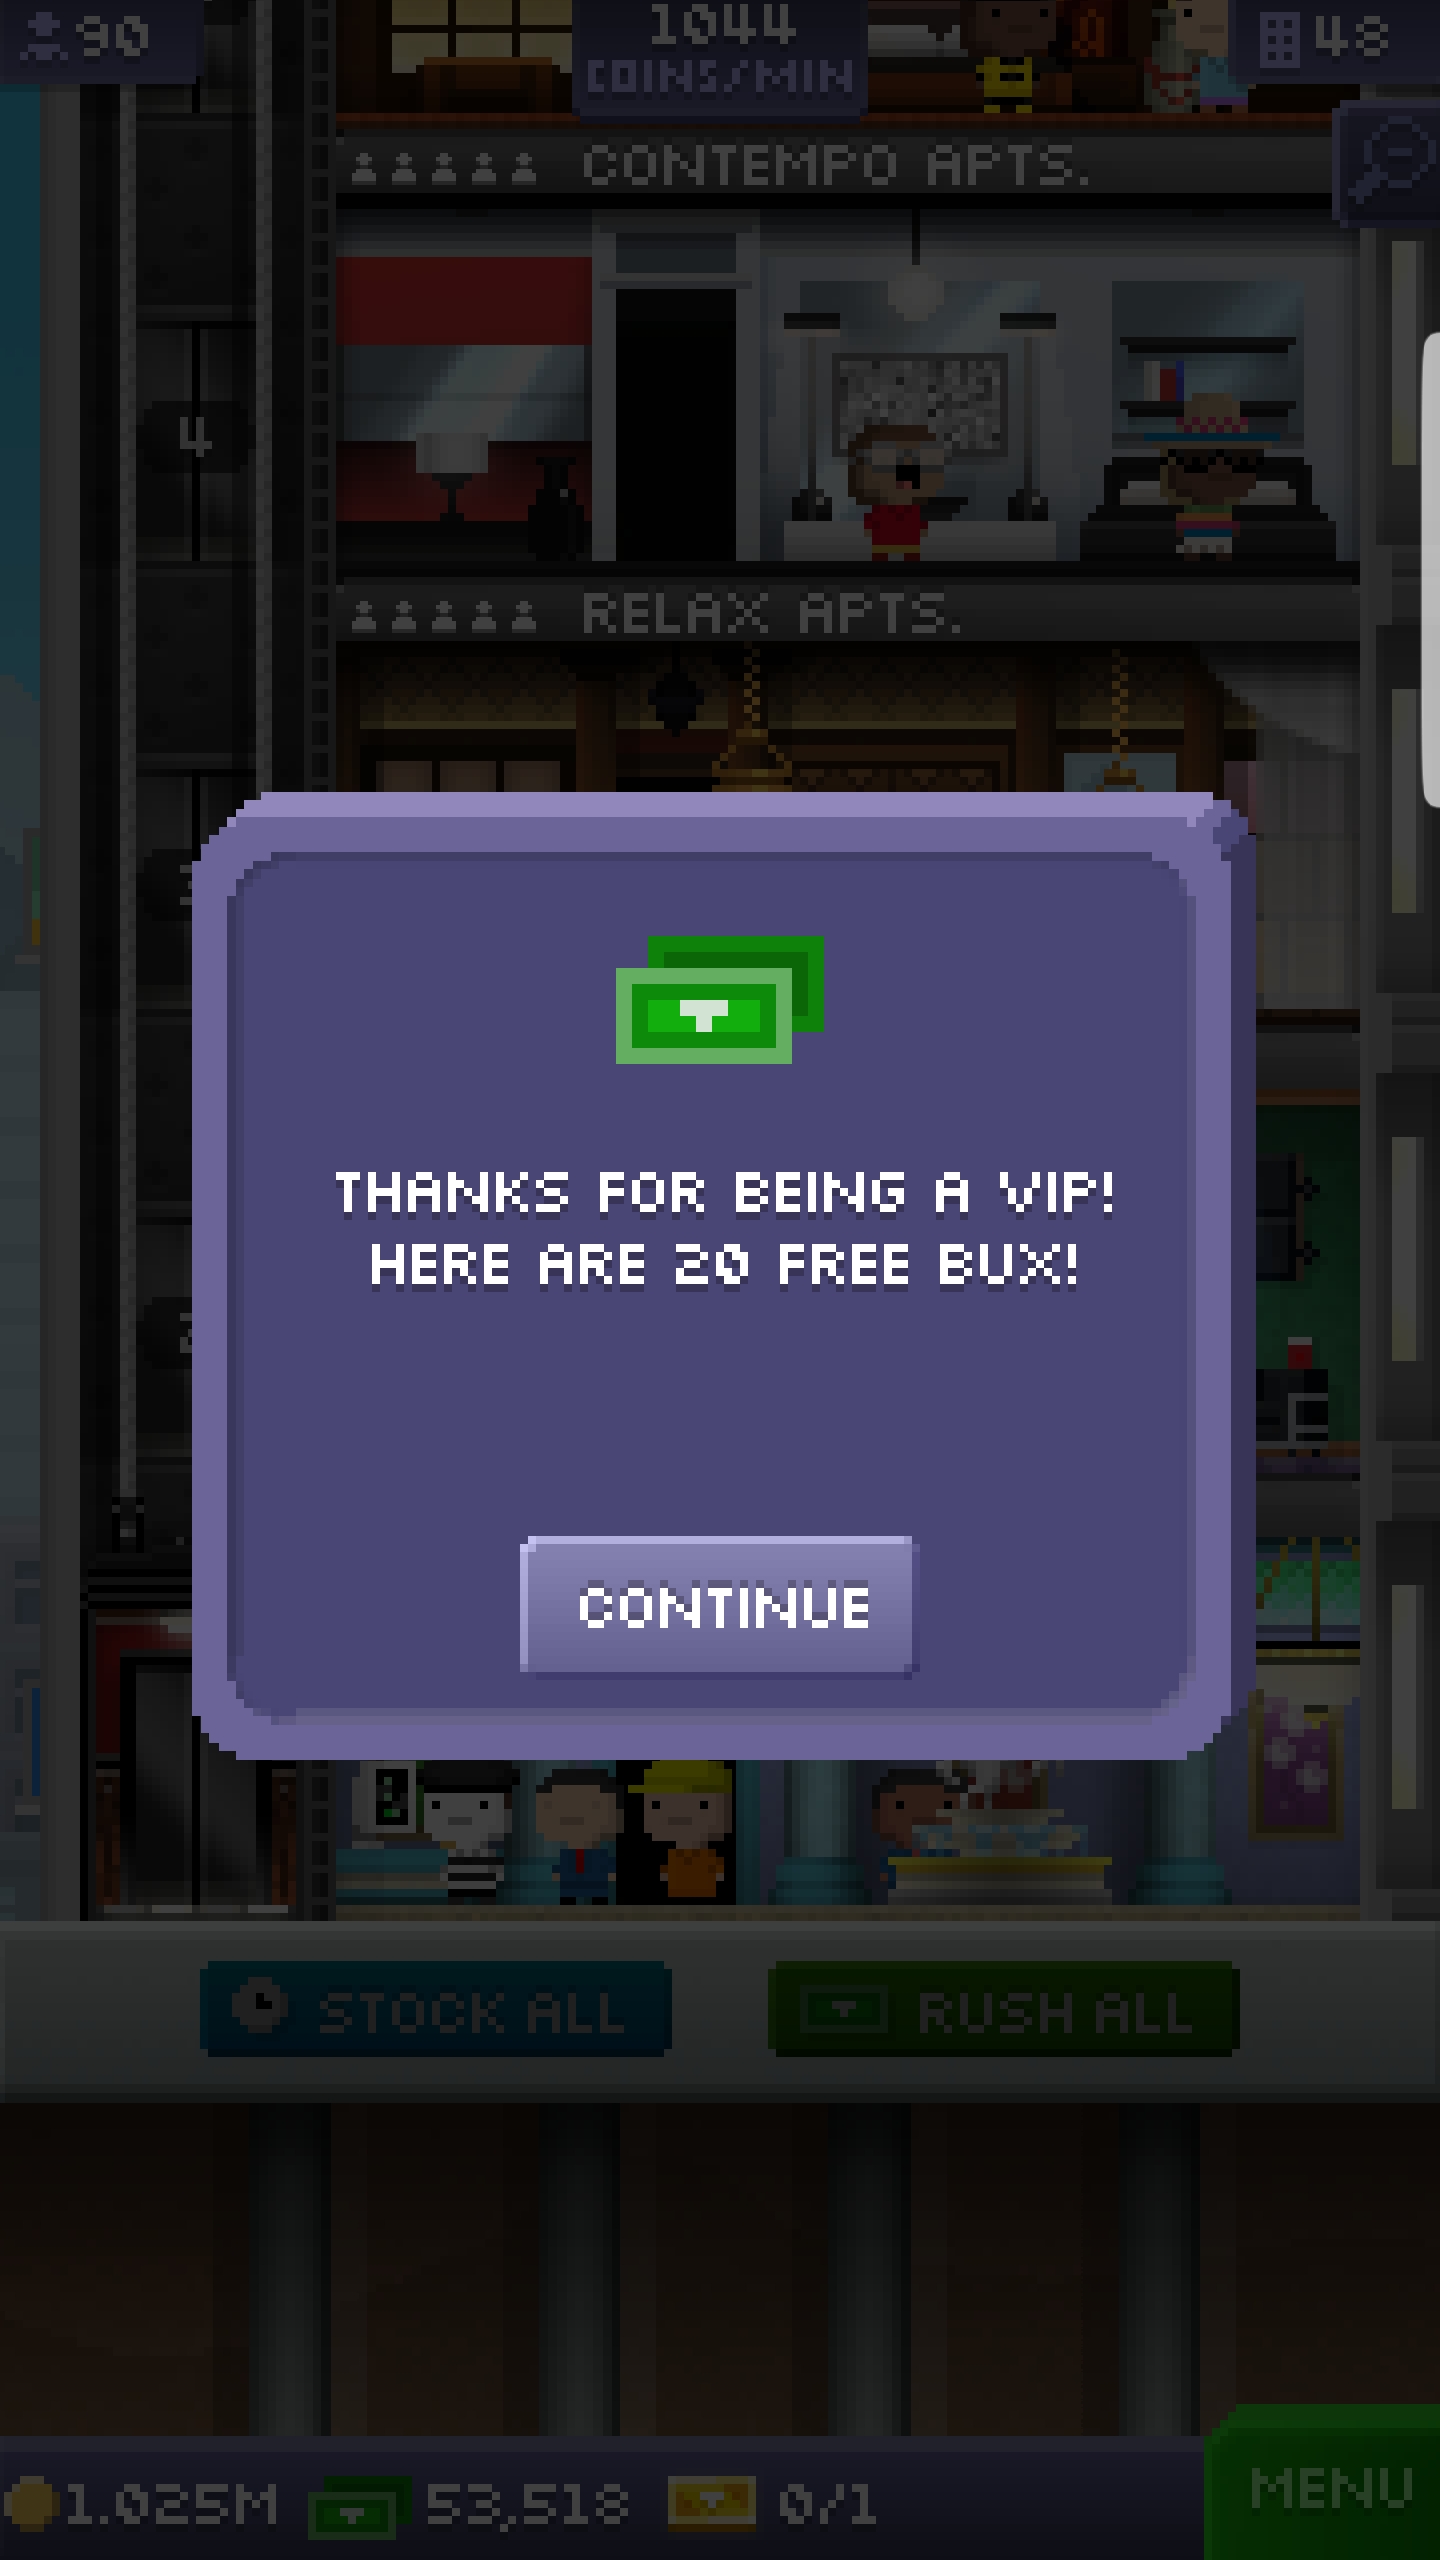 90
1044
COINS/MIN
48
CONTEMPO APTS.
4
RELAX APTS.
THANKS FOR BEING A VIP!
HERE ARE 20 FREE BUX!
CONTINUE
STOCK ALL
RUSH ALL
1.025M
53,518
0/1
MENU